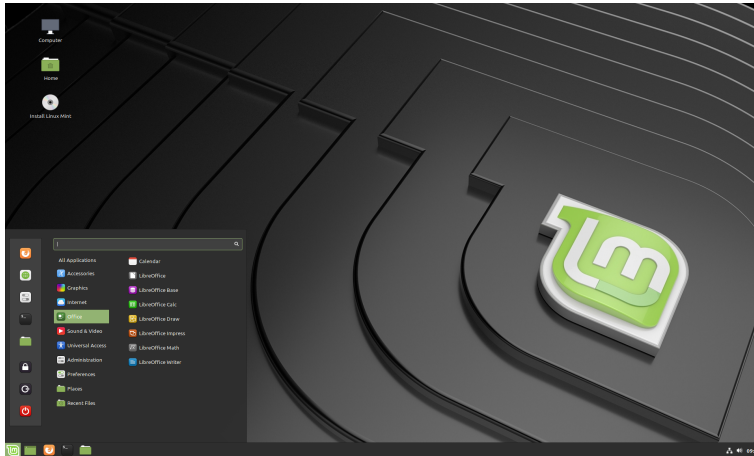 Computer
Home
Install Linux Mint
All Applications
Accessories
Graphics
Internet
Office
Sound & Video
Universal Access
Administration
Preferences
Places
Recent Files
Calendar
LibreOffice
LibreOffice Base
LibreOffice Calc
LibreOffice Draw
LibreOffice Impress
LibreOffice Math
LibreOffice Writer
lm